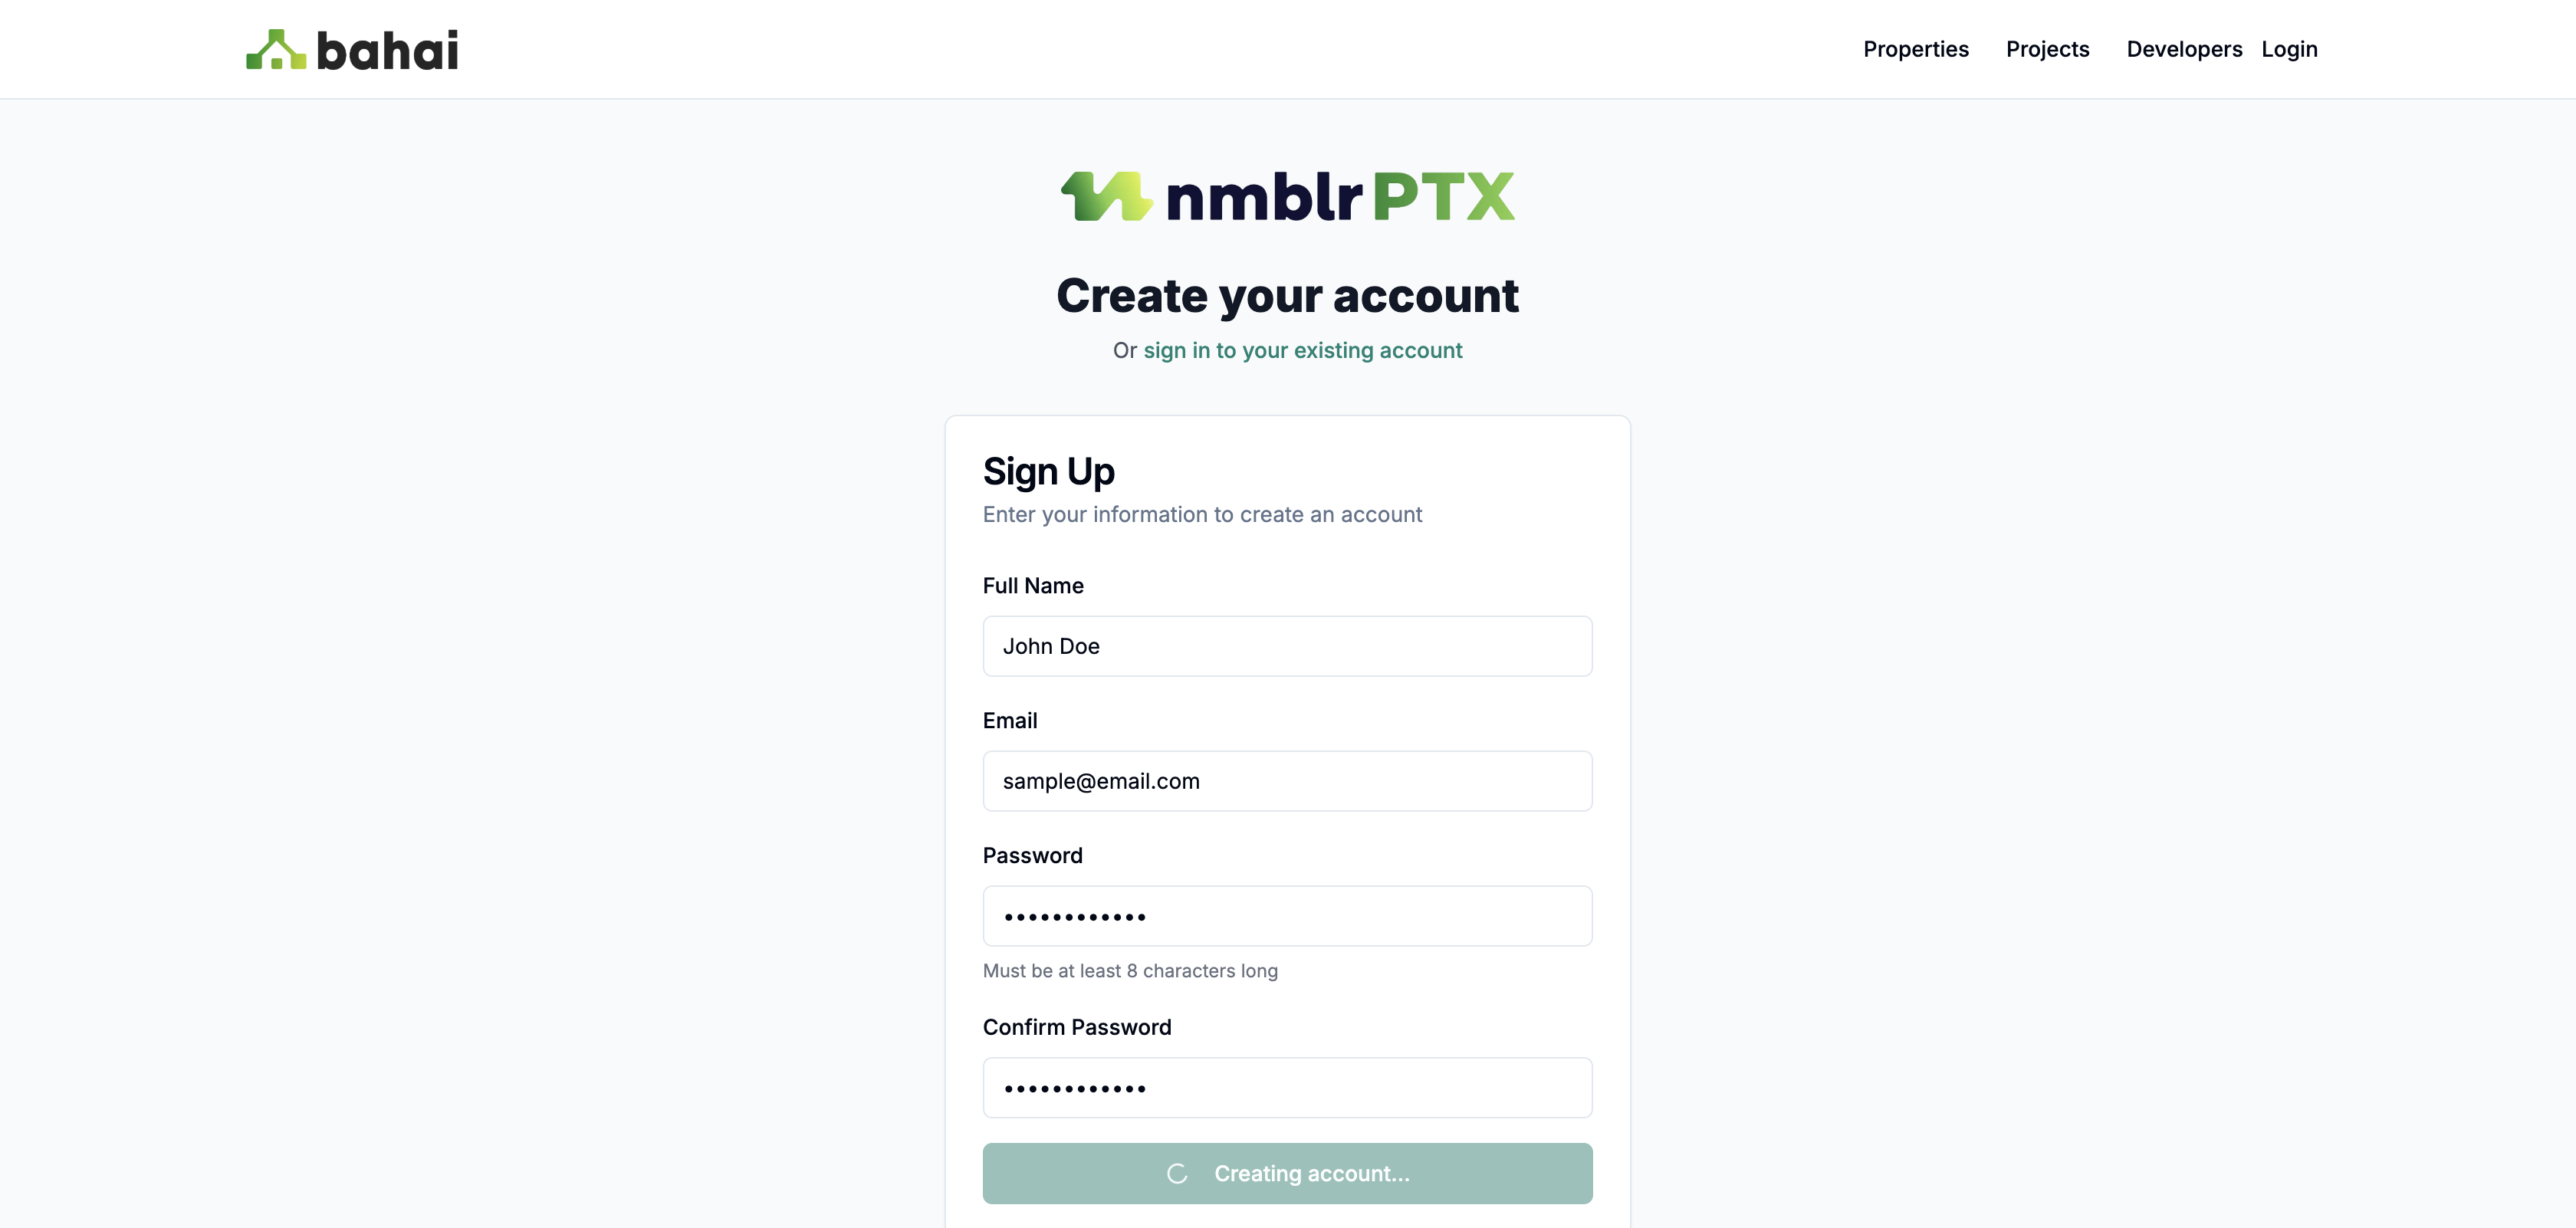 bahai
Properties Projects Developers Login
nmblr PTX
Create your account
Or sign in to your existing account
Sign Up
Enter your information to create an account
Full Name
John Doe
Email
sample@email.com
Password
••••••••••••
Must be at least 8 characters long
Confirm Password
••••••••••••
Creating account...